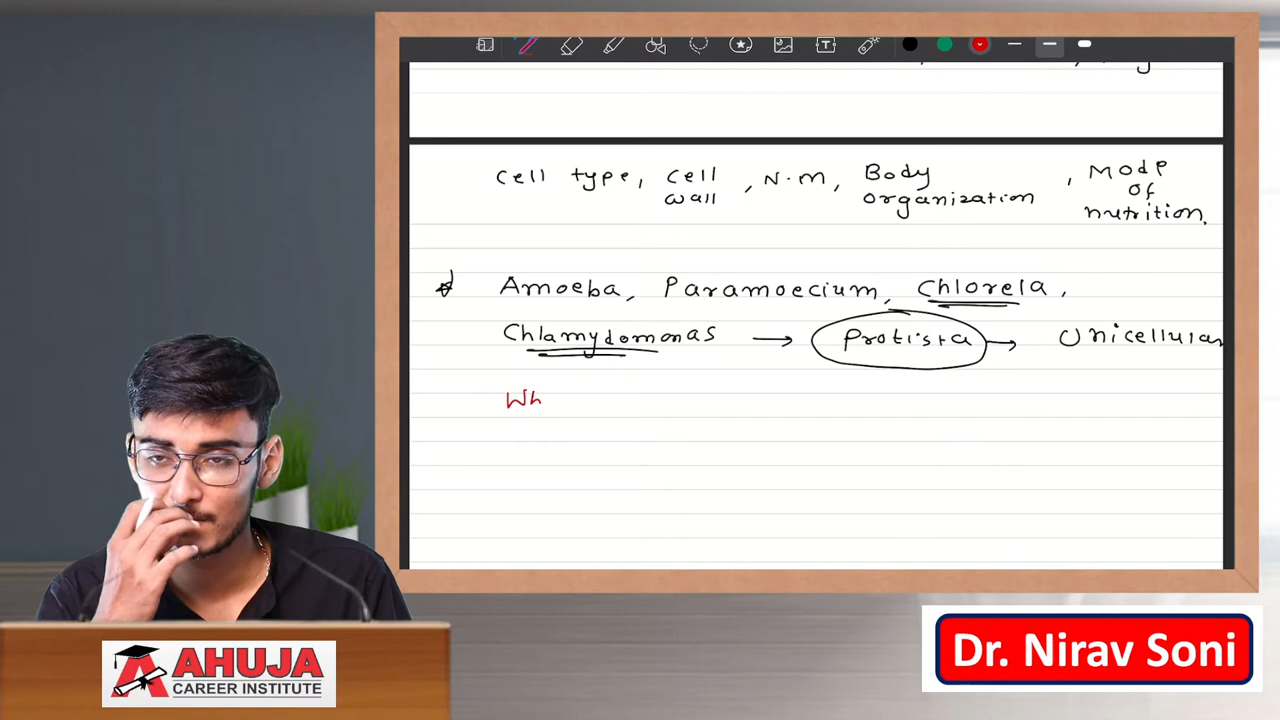 Cell type, Cell wall, N.M, Body organization, Mode of nutrition.
Amoeba, Paramoecium, Chlorela,
Chlamydomonas → Protista → Unicellular
Wh
AHUJA
CAREER INSTITUTE
Dr. Nirav Soni